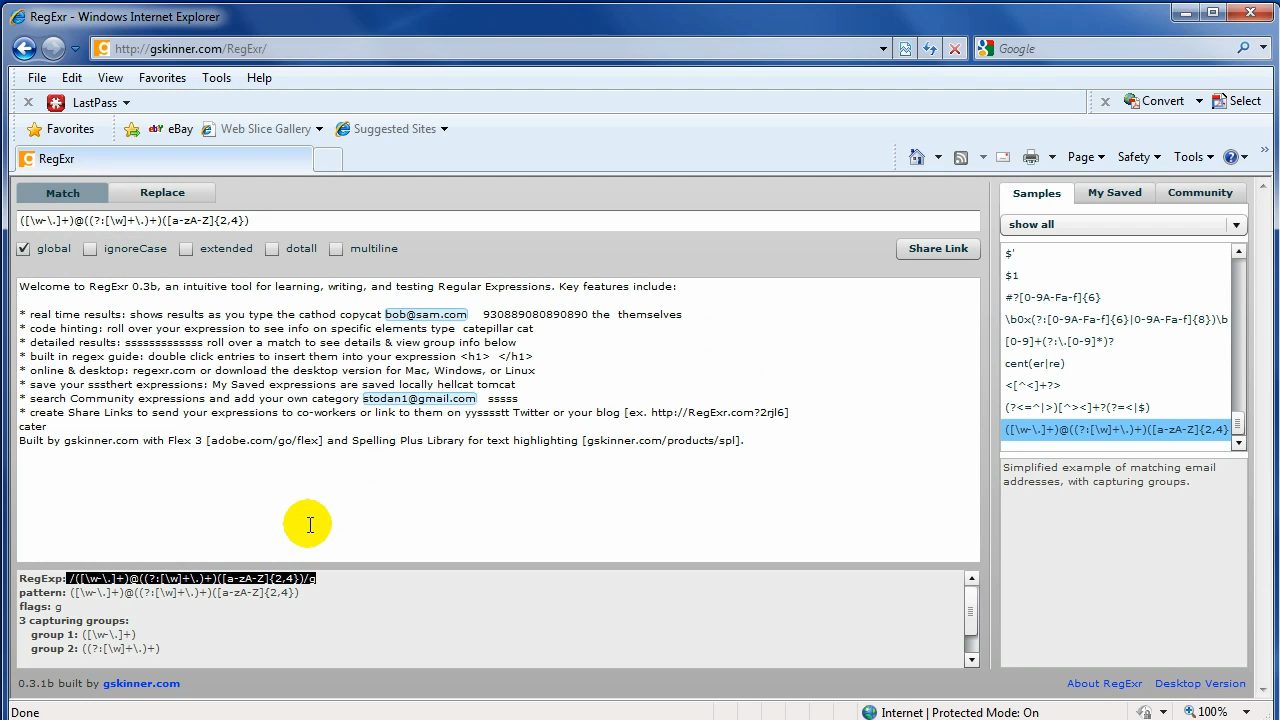 RegExr - Windows Internet Explorer
http://gskinner.com/RegExr/
Google
File Edit View Favorites Tools Help
LastPass
Convert Select
Favorites eBay Web Slice Gallery Suggested Sites
RegExr
Page Safety Tools
Match Replace
([\w-\.]+)@((?:[\w]+\.)+)([a-zA-Z]{2,4})
global ignoreCase extended dotall multiline
Share Link
Welcome to RegExr 0.3b, an intuitive tool for learning, writing, and testing Regular Expressions. Key features include:
* real time results: shows results as you type the cathod copycat bob@sam.com 930889080890890 the themselves
* code hinting: roll over your expression to see info on specific elements type catepillar cat
* detailed results: sssssssssssss roll over a match to see details & view group info below
* built in regex guide: double click entries to insert them into your expression <h1> </h1>
* online & desktop: regexr.com or download the desktop version for Mac, Windows, or Linux
* save your sssthert expressions: My Saved expressions are saved locally hellcat tomcat
* search Community expressions and add your own category stodan1@gmail.com sssss
* create Share Links to send your expressions to co-workers or link to them on yysssstt Twitter or your blog [ex. http://RegExr.com?2rjl6]
cater
Built by gskinner.com with Flex 3 [adobe.com/go/flex] and Spelling Plus Library for text highlighting [gskinner.com/products/spl].
RegExp: /([\w-\.]+)@((?:[\w]+\.)+)([a-zA-Z]{2,4})/g
pattern: ([\w-\.]+)@((?:[\w]+\.)+)([a-zA-Z]{2,4})
flags: g
3 capturing groups:
group 1: ([\w-\.]+)
group 2: ((?:[\w]+\.)+)
0.3.1b built by gskinner.com
Samples My Saved Community
show all
$'
$1
#?[0-9A-Fa-f]{6}
\b0x(?:[0-9A-Fa-f]{6}|0-9A-Fa-f]{8})\b
[0-9]+(?:\.[0-9]*)?
cent(er|re)
<[^<]+?>
(?<=^|>)[^><]+?(?=<|$)
([\w-\.]+)@((?:[\w]+\.)+)([a-zA-Z]{2,4}
Simplified example of matching email
addresses, with capturing groups.
About RegExr Desktop Version
Done
Internet | Protected Mode: On
100%